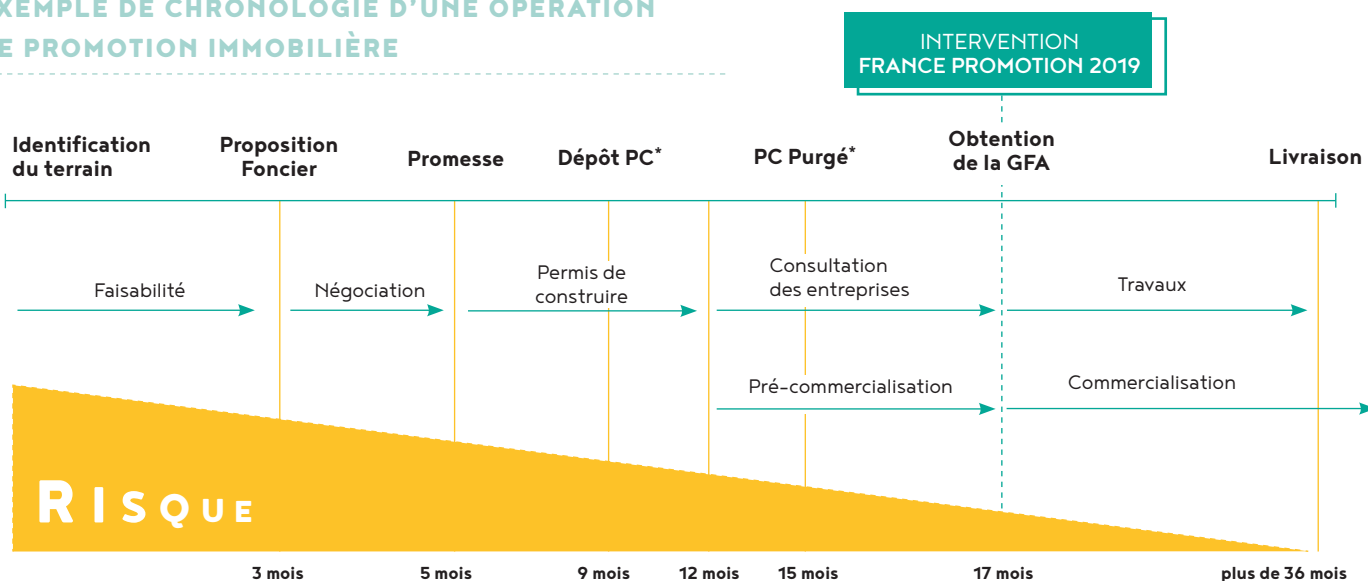 XEMPLE DE CHRONOLOGIE D'UNE OPÉRATION
E PROMOTION IMMOBILIÈRE
INTERVENTION
FRANCE PROMOTION 2019
Identification
du terrain
Proposition
Foncier
Promesse
Dépôt PC*
PC Purgé*
Obtention
de la GFA
Livraison
Faisabilité
Négociation
Permis de
construire
Consultation
des entreprises
Travaux
Pré-commercialisation
Commercialisation
RISQUE
3 mois
5 mois
9 mois
12 mois
15 mois
17 mois
plus de 36 mois